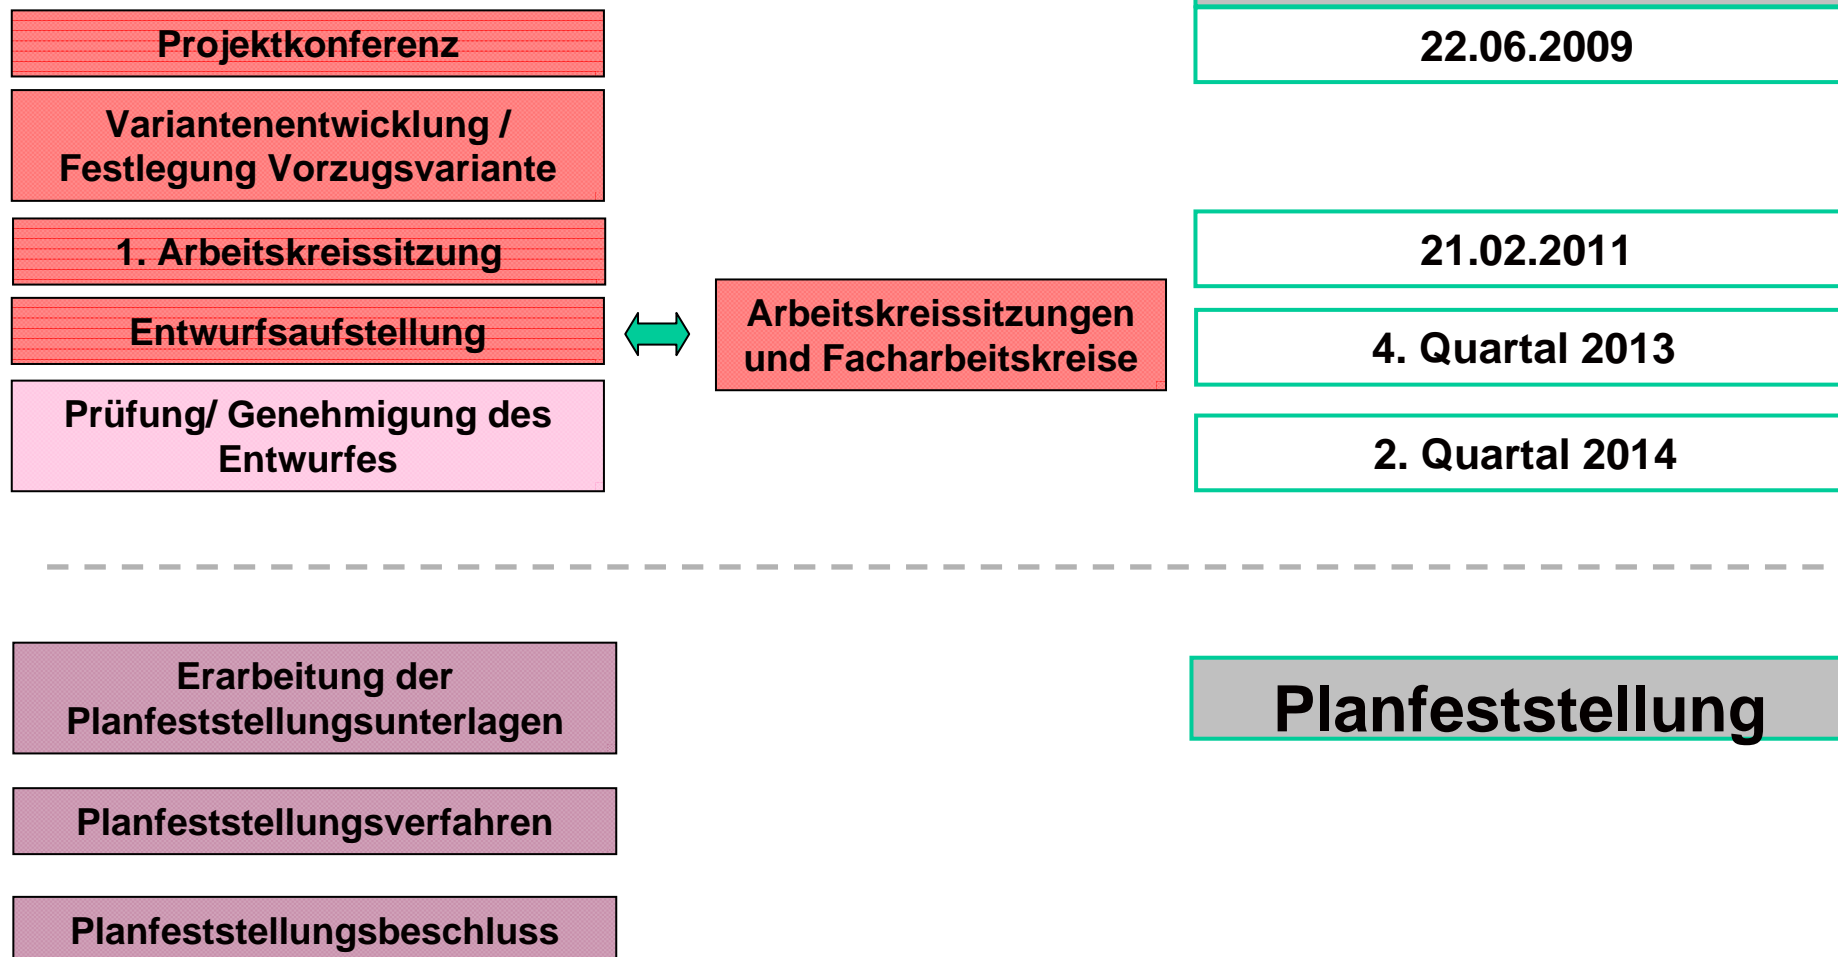 Projektkonferenz
22.06.2009
Variantenentwicklung /
Festlegung Vorzugsvariante
1. Arbeitskreissitzung
21.02.2011
Entwurfsaufstellung
Arbeitskreissitzungen
und Facharbeitskreise
4. Quartal 2013
Prüfung/ Genehmigung des
Entwurfes
2. Quartal 2014
Erarbeitung der
Planfeststellungsunterlagen
Planfeststellung
Planfeststellungsverfahren
Planfeststellungsbeschluss